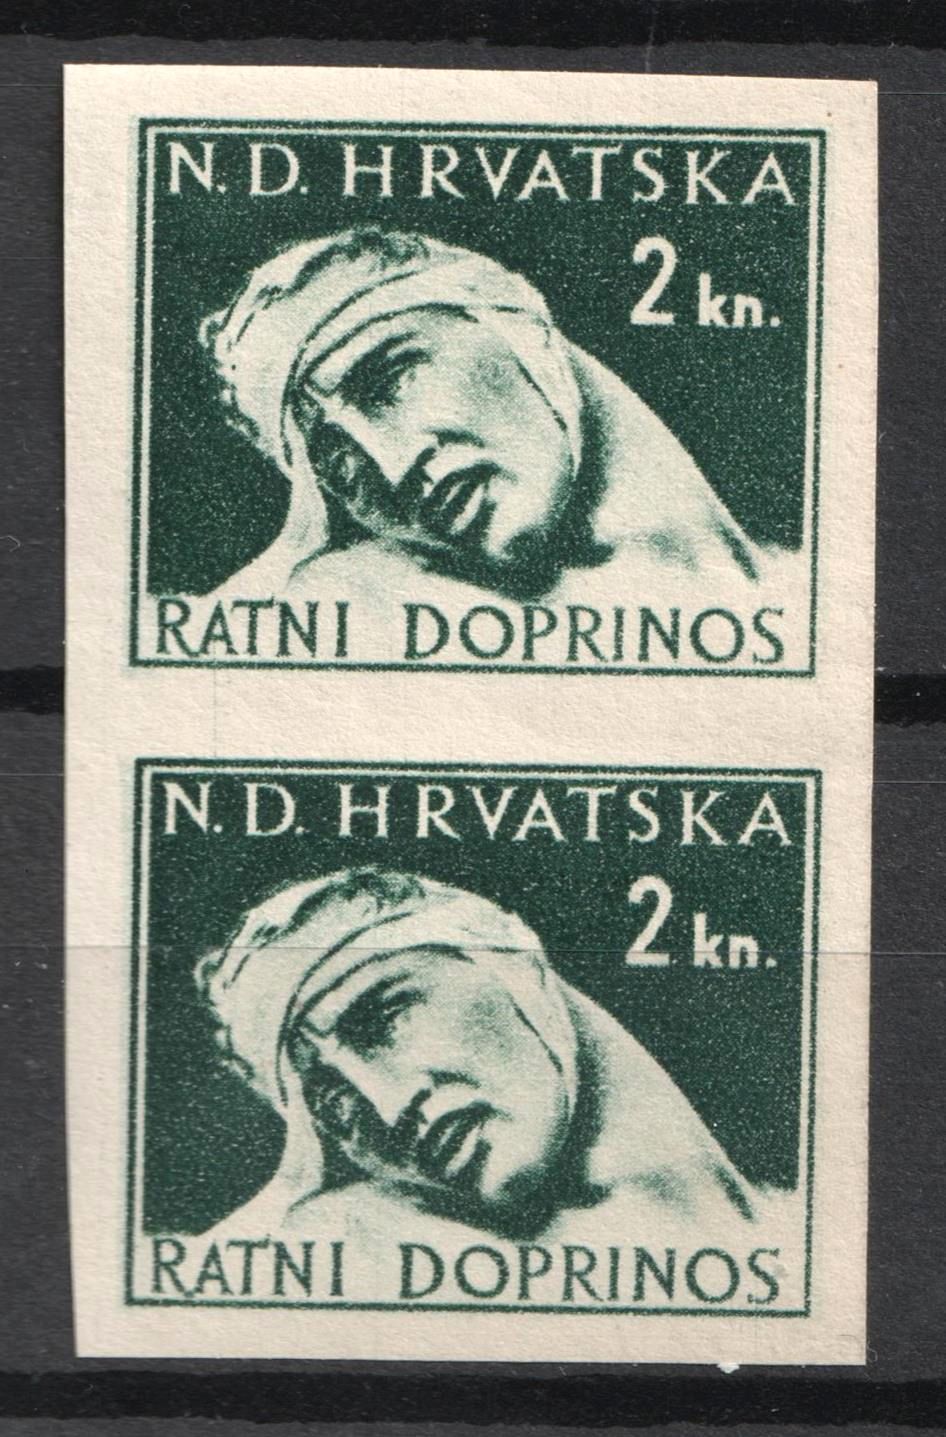 N. D. HRVATSKA
2 kn.
RATNI DOPRINOS
N. D. HRVATSKA
2 kn.
RATNI DOPRINOS